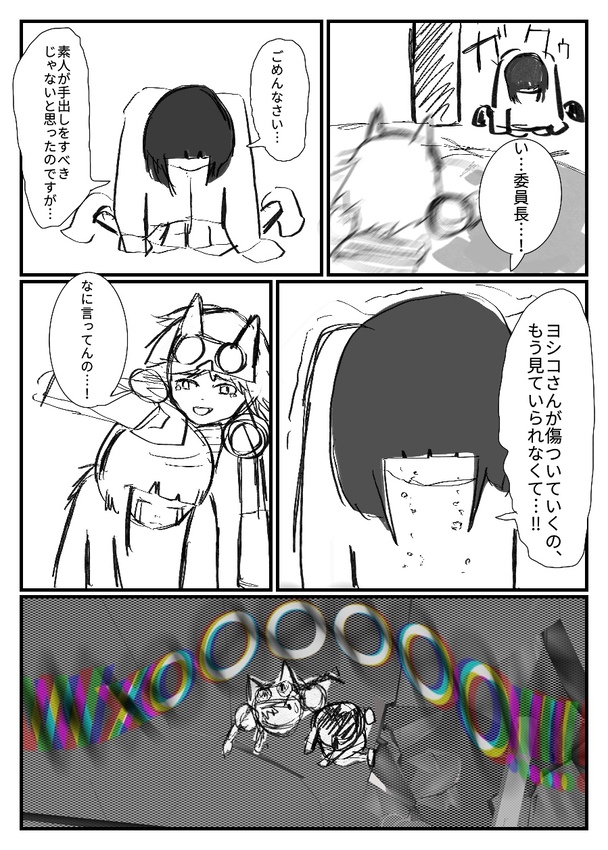 ガクッ
い…委員長…！
ごめんなさい…
素人が手出しをすべき
じゃないと思ったのですが…
ヨシコさんが傷ついていくの、
もう見ていられなくて…!!
なに言ってんの…！